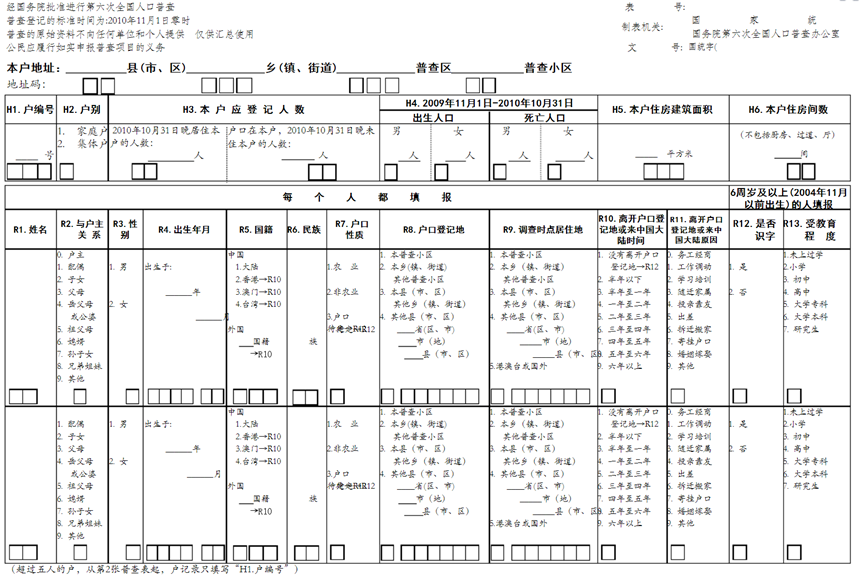 经国务院批准进行第六次全国人口普查
普查登记的标准时间为:2010年11月1日零时
普查的原始资料不向任何单位和个人提供 仅供汇总使用
公民应履行如实申报普查项目的义务
表 号:
国 家 统
制表机关:
国务院第六次全国人口普查办公室
文 号: 国统字(
本户地址:________县(市、区)________乡(镇、街道)________普查区________普查小区
地址码:
H1.户编号 H2.户别 H3.本 户 应 登 记 人 数 H4.2009年11月1日-2010年10月31日 H5.本户住房建筑面积 H6.本户住房间数
出生人口 死亡人口
____ 号
1. 家庭户
2. 集体户
2010年10月31日晚居住本户的人数:
______人
户口在本户,2010年10月31日晚未住本户的人数:
______ 人
男 女 男 女
____人 ____人 ____人 ____人
____ 平方米
(不包括厨房、过道、厅)
____间
每 个 人 都 填 报
6周岁及以上(2004年11月以前出生)的人填报
R1.姓名
R2.与户主关 系
R3.性别
R4.出生年月
R5.国籍
R6.民族
R7.户口性质
R8.户口登记地
R9.调查时点居住地
R10.离开户口登记地或来中国大陆时间
R11.离开户口登记地或来中国大陆原因
R12.是否识字
R13.受教育程 度
0. 户主
1. 配偶
2. 子女
3. 父母
4. 岳父母
或公婆
5. 祖父母
6. 媳婿
7. 孙子女
8. 兄弟姐妹
9. 其他
1. 男
2. 女
出生于:
______年
______月
中国
1.大陆
2.香港→R10
3.澳门→R10
4.台湾→R10
外国
___国籍
→R10
族
1.农 业
2.非农业
3.户口
1. 本普查小区
2. 本乡(镇、街道)
其他普查小区
3. 本县(市、区)
其他乡(镇、街道)
4. 其他县(市、区)
___省(区、市)
___市(地)
___县(市、区)
1. 本普查小区
2. 本乡(镇、街道)
其他普查小区
3. 本县(市、区)
其他乡(镇、街道)
4. 其他县(市、区)
___省(区、市)
____市(地)
____县(市、区)
5.港澳台或国外
1. 没有离开户口
登记地→R12
2. 半年以下
3. 半年至一年
4. 一年至二年
5. 二年至三年
6. 三年至四年
7. 四年至五年
8. 五年至六年
9. 六年以上
0. 务工经商
1. 工作调动
2. 学习培训
3. 随迁家属
4. 投亲靠友
5. 出差
6. 拆迁搬家
7. 寄挂户口
8. 婚姻嫁娶
9. 其他
1. 是
2. 否
1.未上过学
2.小学
3. 初中
4. 高中
5. 大学专科
6. 大学本科
7. 研究生
1. 配偶
2. 子女
3. 父母
4. 岳父母
或公婆
5. 祖父母
6. 媳婿
7. 孙子女
8. 兄弟姐妹
9. 其他
1. 男
2. 女
出生于:
______年
______月
中国
1.大陆
2.香港→R10
3.澳门→R10
4.台湾→R10
外国
___国籍
→R10
族
1.农 业
2.非农业
3.户口
1. 本普查小区
2. 本乡(镇、街道)
其他普查小区
3. 本县(市、区)
其他乡(镇、街道)
4. 其他县(市、区)
___省(区、市)
___市(地)
___县(市、区)
1. 本普查小区
2. 本乡(镇、街道)
其他普查小区
3. 本县(市、区)
其他乡(镇、街道)
4. 其他县(市、区)
___省(区、市)
____市(地)
____县(市、区)
5.港澳台或国外
1. 没有离开户口
登记地→R12
2. 半年以下
3. 半年至一年
4. 一年至二年
5. 二年至三年
6. 三年至四年
7. 四年至五年
8. 五年至六年
9. 六年以上
0. 务工经商
1. 工作调动
2. 学习培训
3. 随迁家属
4. 投亲靠友
5. 出差
6. 拆迁搬家
7. 寄挂户口
8. 婚姻嫁娶
9. 其他
1. 是
2. 否
1.未上过学
2.小学
3. 初中
4. 高中
5. 大学专科
6. 大学本科
7. 研究生
(超过五人的户,从第2张普查表起,户记录只填写“H1.户编号”)